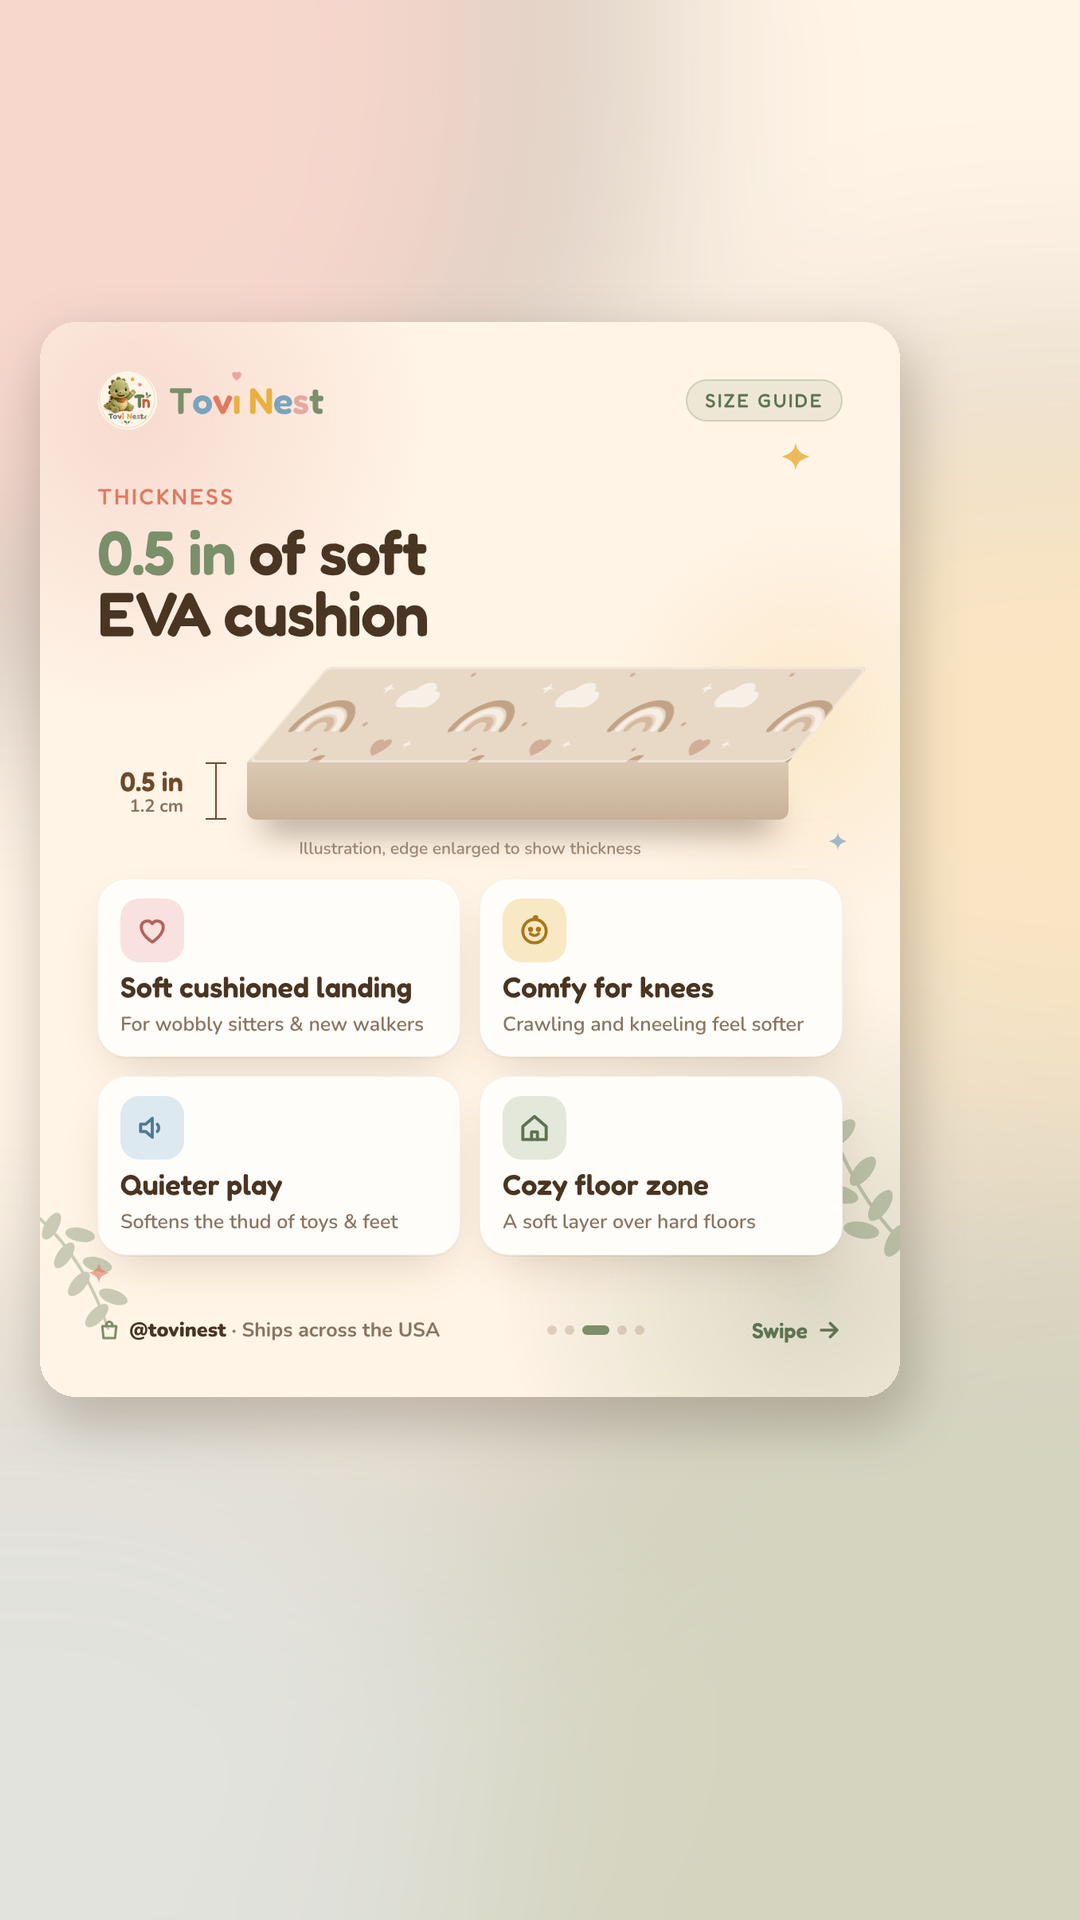 Tn
Tovi Nest
Tovi Nest
SIZE GUIDE
THICKNESS
0.5 in of soft
EVA cushion
0.5 in
1.2 cm
Illustration, edge enlarged to show thickness
Soft cushioned landing
For wobbly sitters & new walkers
Comfy for knees
Crawling and kneeling feel softer
Quieter play
Softens the thud of toys & feet
Cozy floor zone
A soft layer over hard floors
@tovinest · Ships across the USA
Swipe →